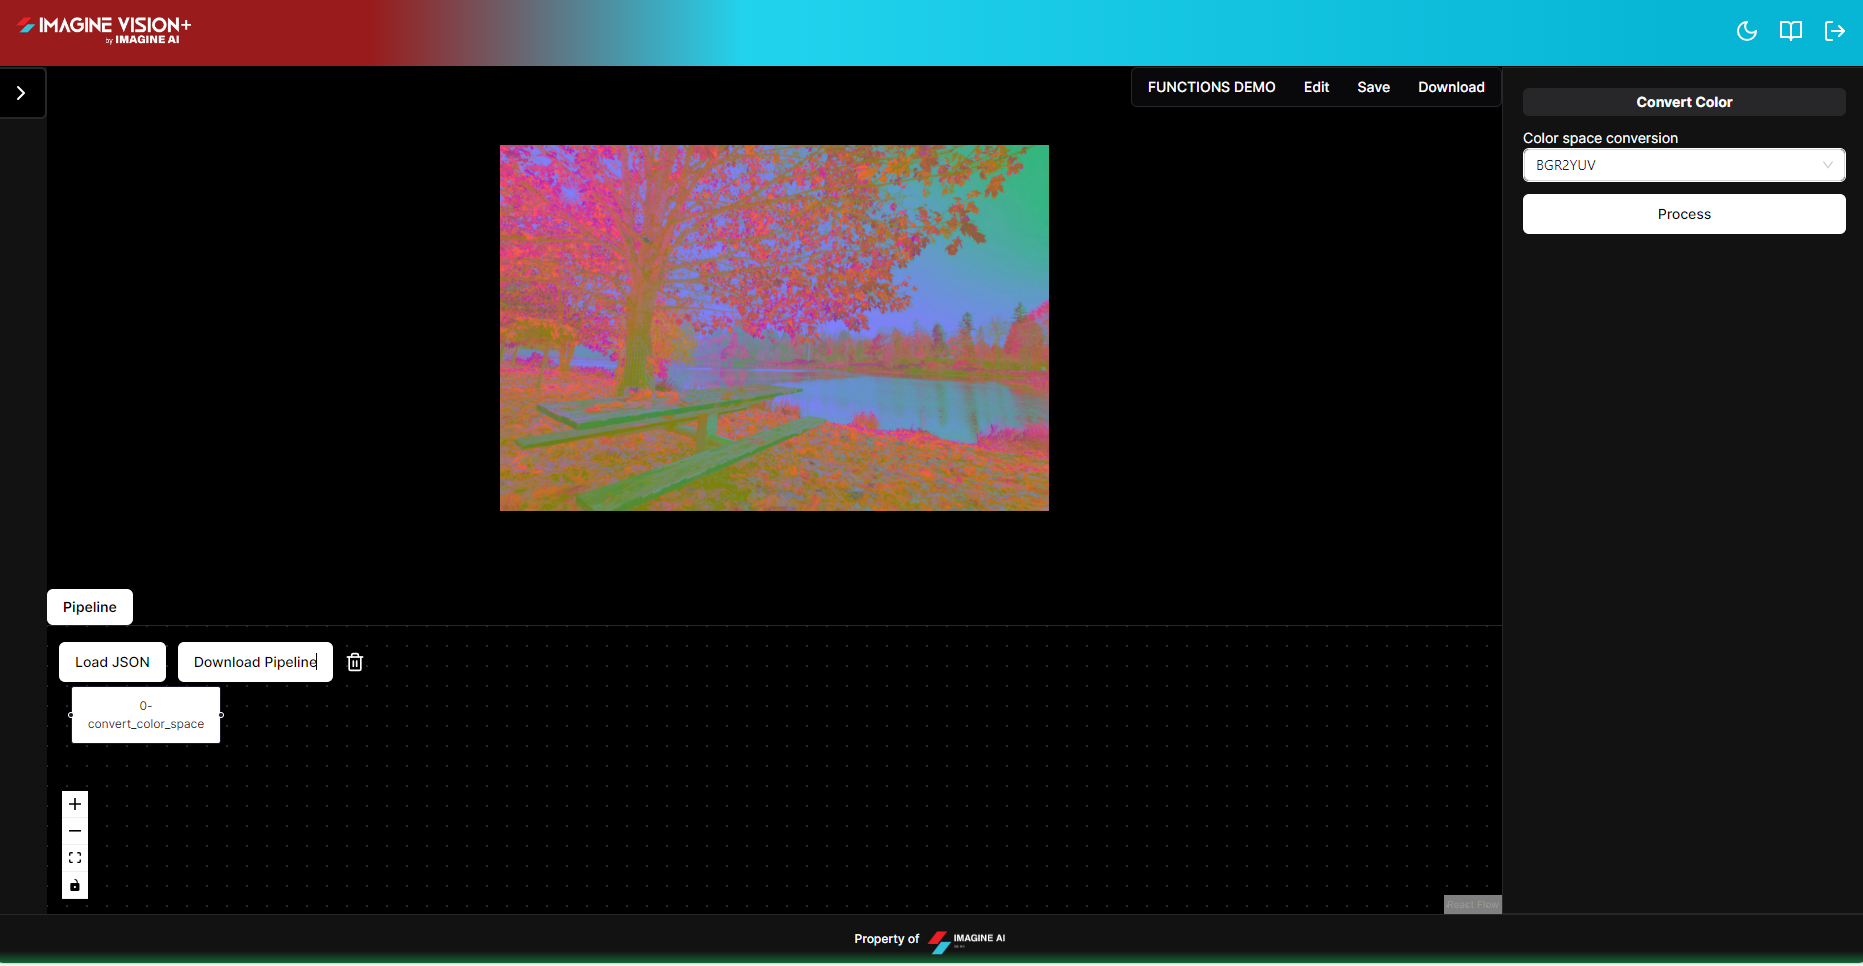 IMAGINE VISION+
by IMAGINE AI
FUNCTIONS DEMO
Edit
Save
Download
Convert Color
Color space conversion
BGR2YUV
Process
Pipeline
Load JSON
Download Pipeline
0-
convert_color_space
React Flow
Property of
IMAGINE AI